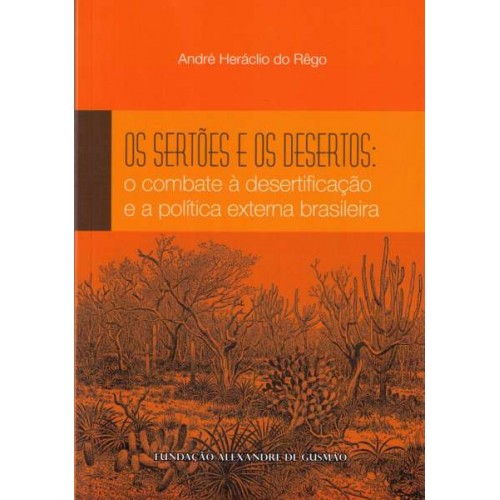 André Heráclio do Rêgo
OS SERTÕES E OS DESERTOS:
o combate à desertificação
e a política externa brasileira
FUNDAÇÃO ALEXANDRE DE GUSMÃO